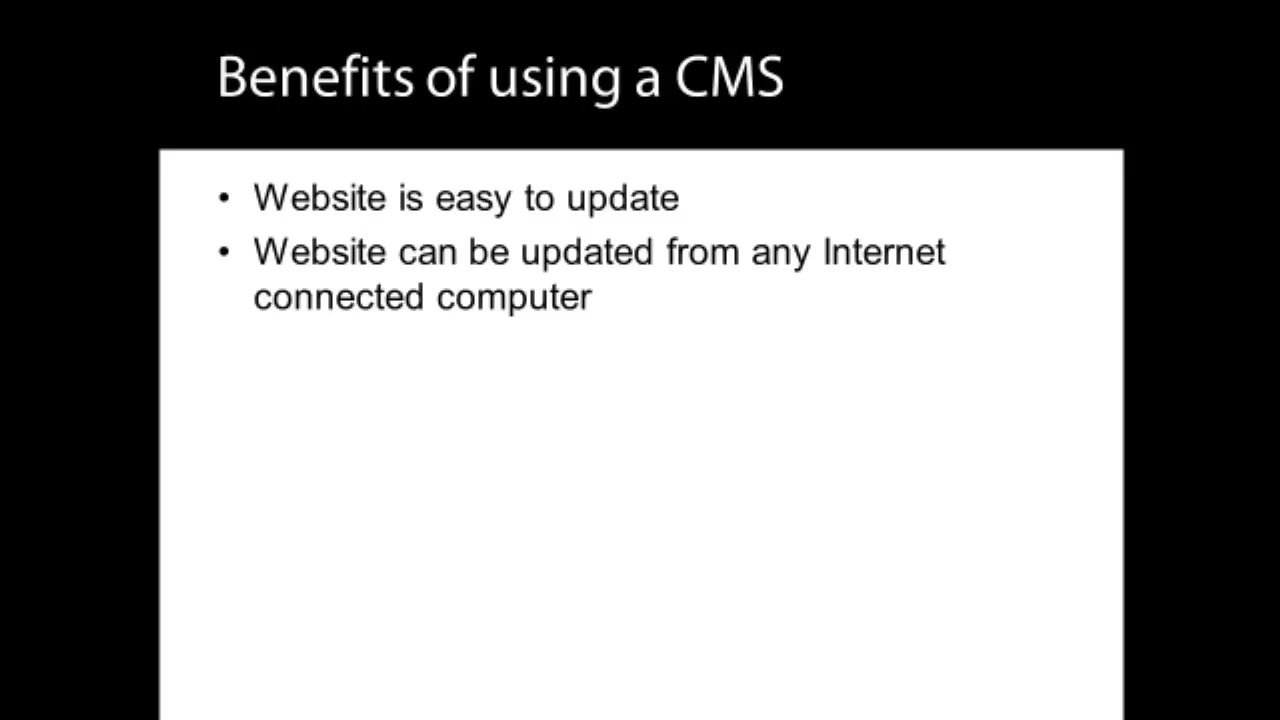 Benefits of using a CMS
• Website is easy to update
• Website can be updated from any Internet
connected computer